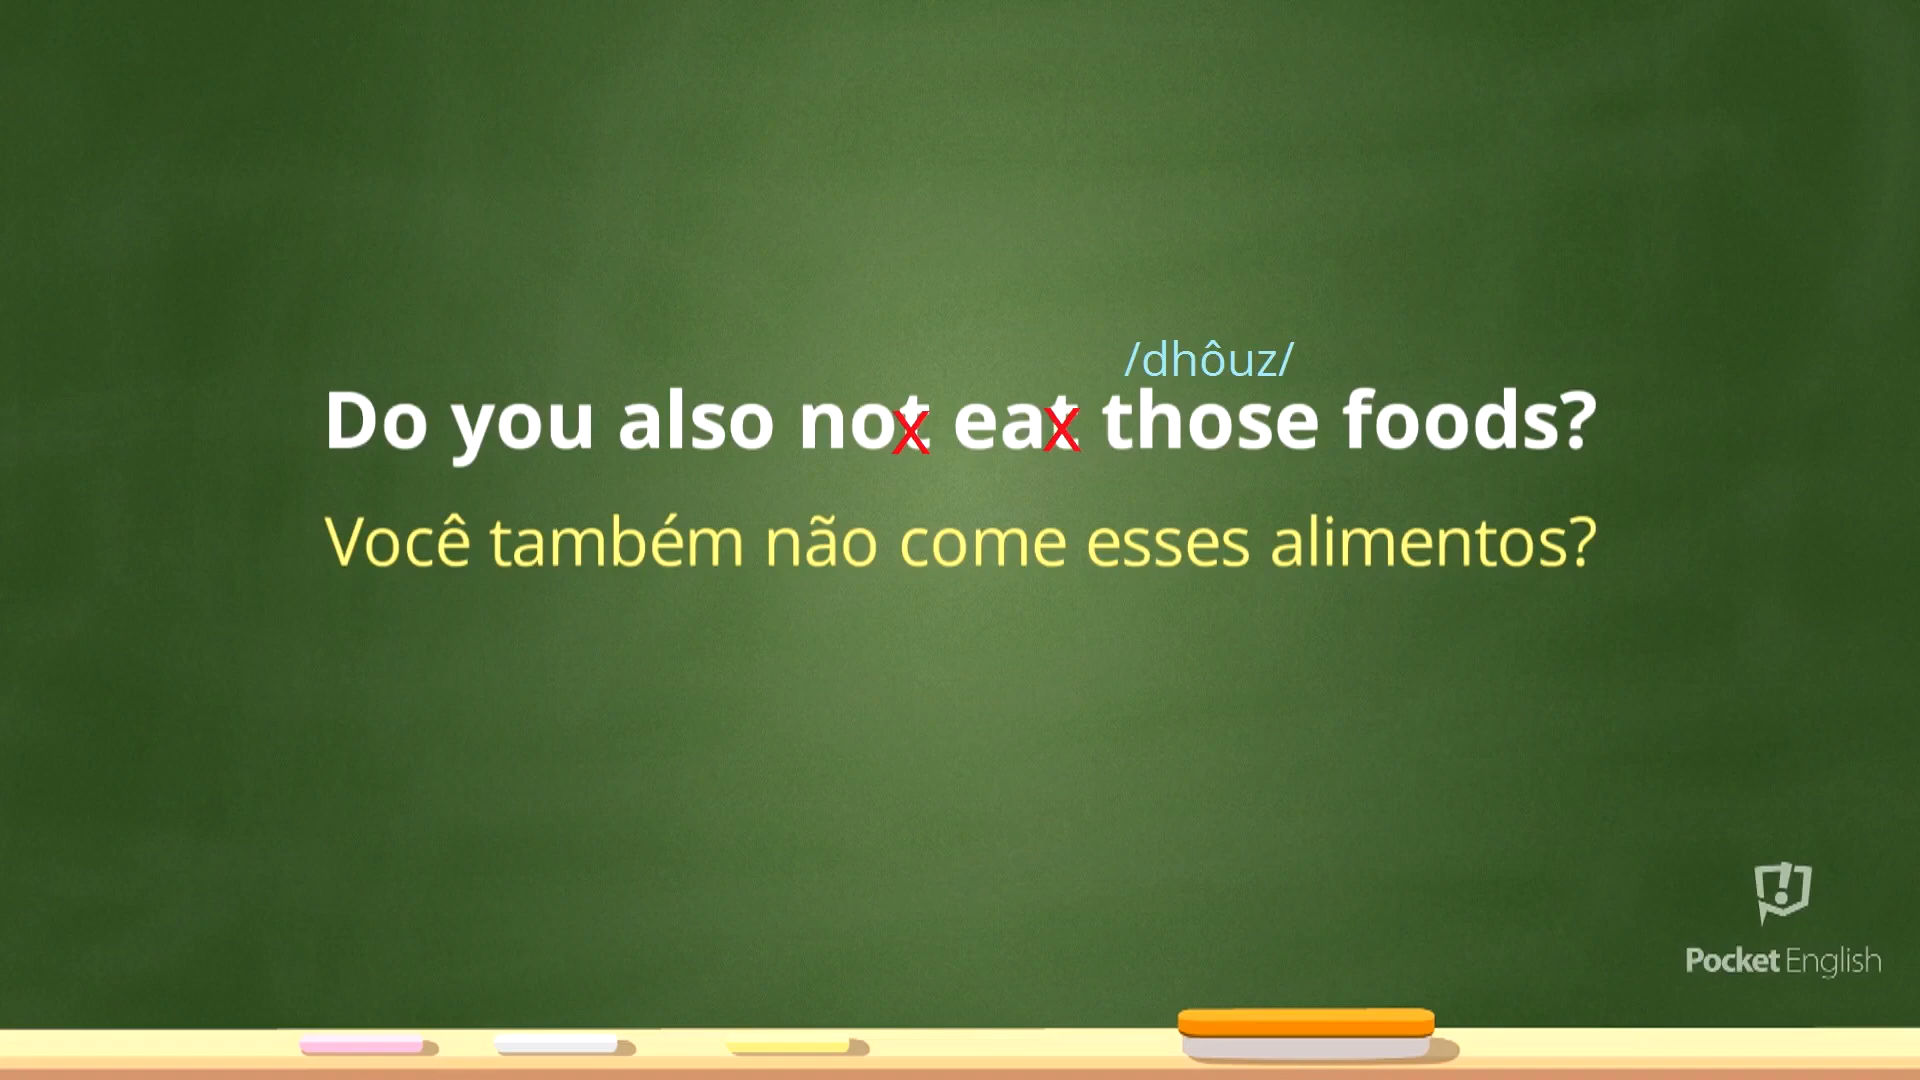 /dhôuz/
Do you also not eat those foods?
X X
Você também não come esses alimentos?
Pocket English